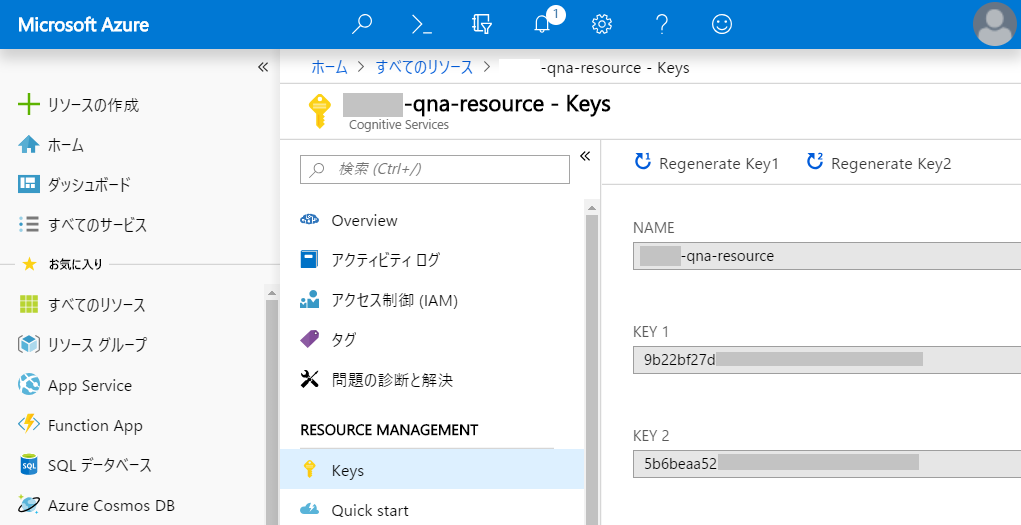 Microsoft Azure
1
ホーム > すべてのリソース > -qna-resource - Keys
-qna-resource - Keys
Cognitive Services
リソースの作成
ホーム
ダッシュボード
すべてのサービス
お気に入り
すべてのリソース
リソース グループ
App Service
Function App
SQL データベース
Azure Cosmos DB
検索 (Ctrl+/)
Overview
アクティビティ ログ
アクセス制御 (IAM)
タグ
問題の診断と解決
RESOURCE MANAGEMENT
Keys
Quick start
Regenerate Key1
Regenerate Key2
NAME
-qna-resource
KEY 1
9b22bf27d
KEY 2
5b6beaa52